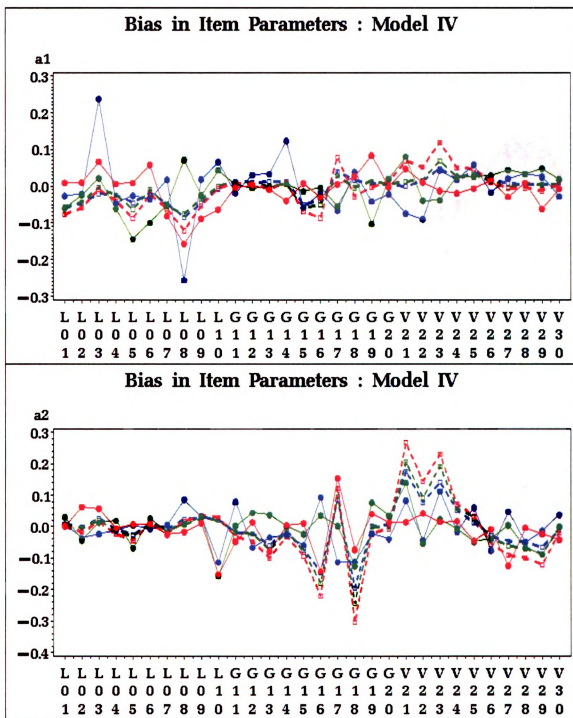 Bias in Item Parameters : Model IV
a1
0.3
0.2
0.1
0.0
−0.1
−0.2
−0.3
L L L L L L L L L L G G G G G G G G G G V V V V V V V V V V
0 0 0 0 0 0 0 0 0 1 1 1 1 1 1 1 1 1 1 2 2 2 2 2 2 2 2 2 2 3
1 2 3 4 5 6 7 8 9 0 1 2 3 4 5 6 7 8 9 0 1 2 3 4 5 6 7 8 9 0
Bias in Item Parameters : Model IV
a2
0.3
0.2
0.1
0.0
−0.1
−0.2
−0.3
−0.4
L L L L L L L L L L G G G G G G G G G G V V V V V V V V V V
0 0 0 0 0 0 0 0 0 1 1 1 1 1 1 1 1 1 1 2 2 2 2 2 2 2 2 2 2 3
1 2 3 4 5 6 7 8 9 0 1 2 3 4 5 6 7 8 9 0 1 2 3 4 5 6 7 8 9 0